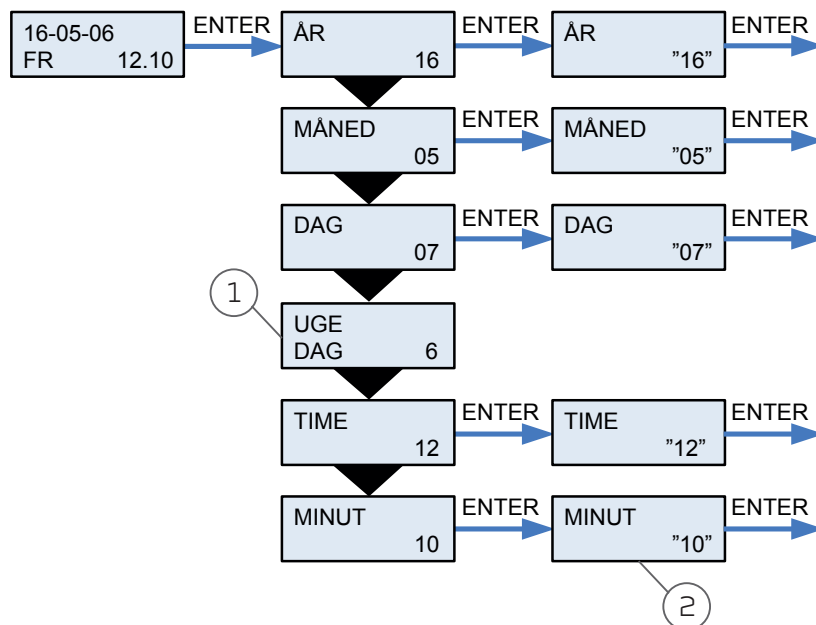 16-05-06
FR 12.10
ENTER
ÅR
16
ENTER
ÅR
”16”
ENTER
MÅNED
05
ENTER
MÅNED
”05”
ENTER
DAG
07
ENTER
DAG
”07”
ENTER
1
UGE
DAG 6
TIME
12
ENTER
TIME
”12”
ENTER
MINUT
10
ENTER
MINUT
”10”
ENTER
2